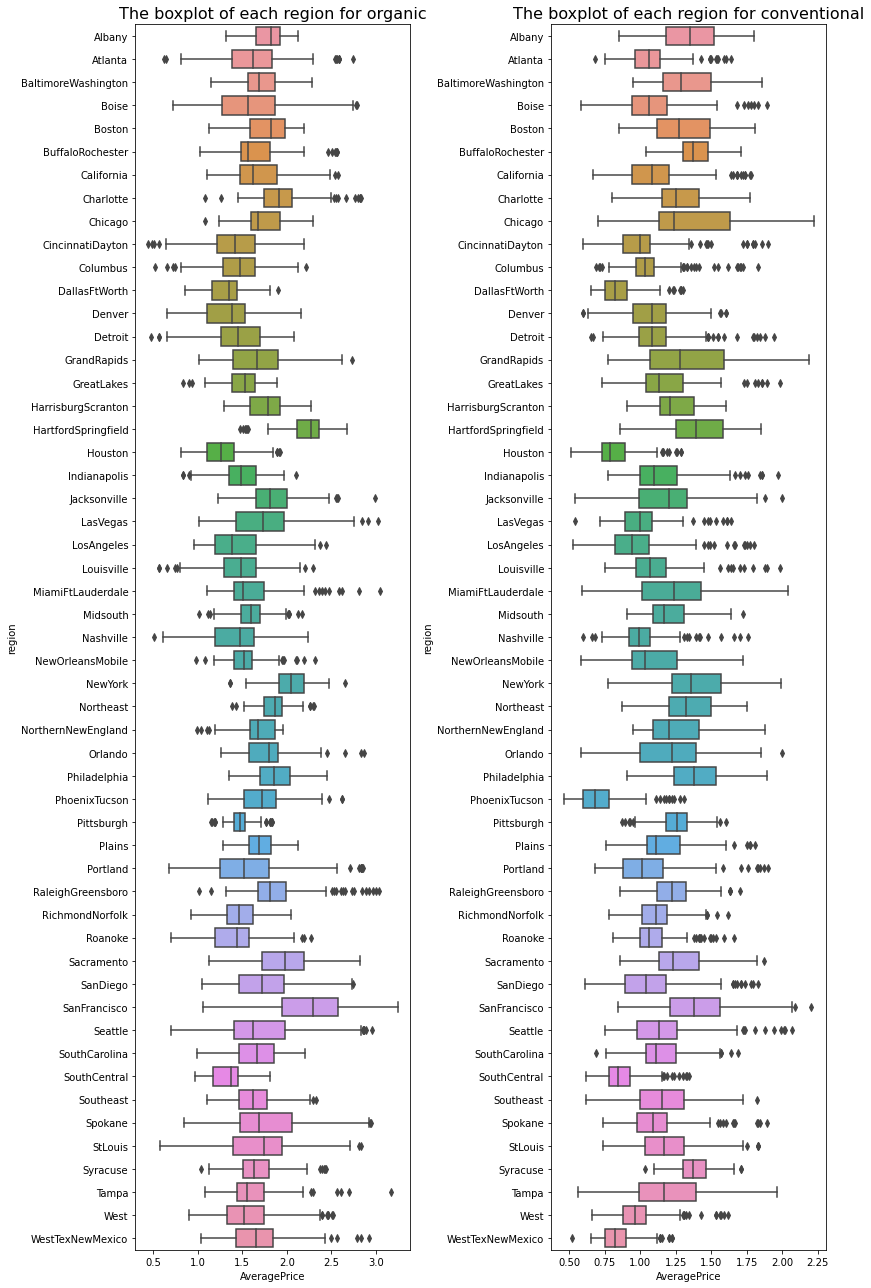 The boxplot of each region for organic
Albany
Atlanta
BaltimoreWashington
Boise
Boston
BuffaloRochester
California
Charlotte
Chicago
CincinnatiDayton
Columbus
DallasFtWorth
Denver
Detroit
GrandRapids
GreatLakes
HarrisburgScranton
HartfordSpringfield
Houston
Indianapolis
Jacksonville
LasVegas
LosAngeles
Louisville
MiamiFtLauderdale
Midsouth
Nashville
NewOrleansMobile
NewYork
Northeast
NorthernNewEngland
Orlando
Philadelphia
PhoenixTucson
Pittsburgh
Plains
Portland
RaleighGreensboro
RichmondNorfolk
Roanoke
Sacramento
SanDiego
SanFrancisco
Seattle
SouthCarolina
SouthCentral
Southeast
Spokane
StLouis
Syracuse
Tampa
West
WestTexNewMexico
region
0.5 1.0 1.5 2.0 2.5 3.0
AveragePrice
The boxplot of each region for conventional
Albany
Atlanta
BaltimoreWashington
Boise
Boston
BuffaloRochester
California
Charlotte
Chicago
CincinnatiDayton
Columbus
DallasFtWorth
Denver
Detroit
GrandRapids
GreatLakes
HarrisburgScranton
HartfordSpringfield
Houston
Indianapolis
Jacksonville
LasVegas
LosAngeles
Louisville
MiamiFtLauderdale
Midsouth
Nashville
NewOrleansMobile
NewYork
Northeast
NorthernNewEngland
Orlando
Philadelphia
PhoenixTucson
Pittsburgh
Plains
Portland
RaleighGreensboro
RichmondNorfolk
Roanoke
Sacramento
SanDiego
SanFrancisco
Seattle
SouthCarolina
SouthCentral
Southeast
Spokane
StLouis
Syracuse
Tampa
West
WestTexNewMexico
region
0.50 0.75 1.00 1.25 1.50 1.75 2.00 2.25
AveragePrice